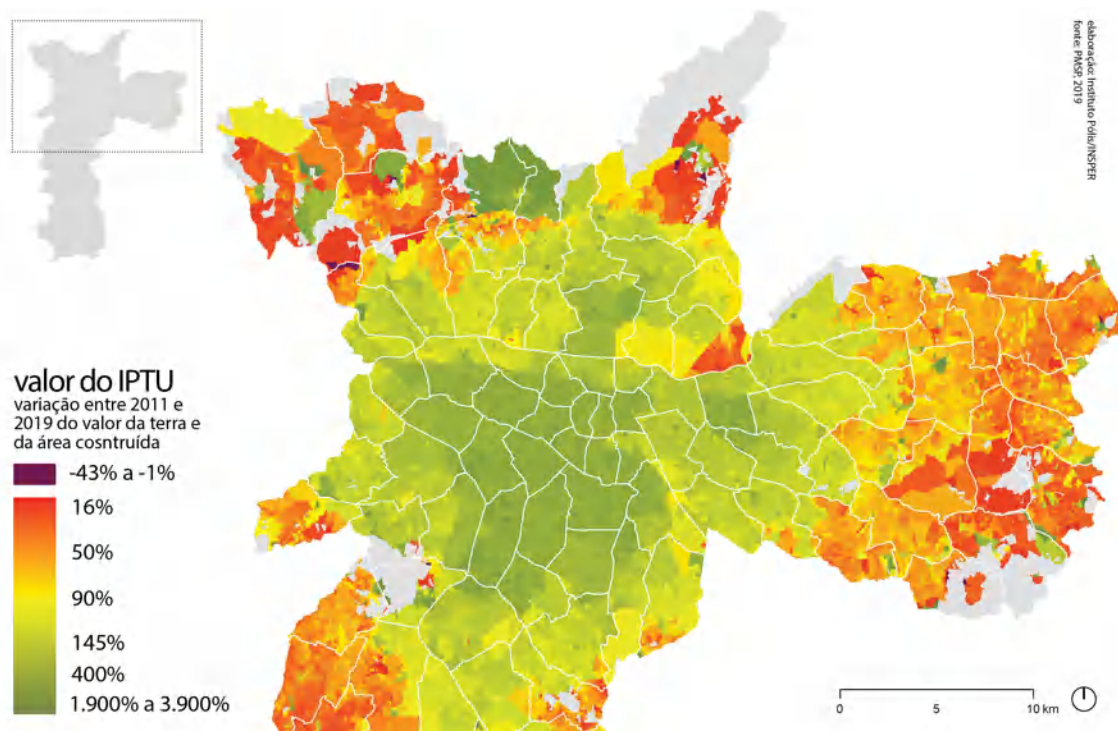 elaboração: Instituto Pólis/INSPER
fonte: PMSP, 2019
valor do IPTU
variação entre 2011 e
2019 do valor da terra e
da área cosntruída
-43% a -1%
16%
50%
90%
145%
400%
1.900% a 3.900%
0 5 10 km